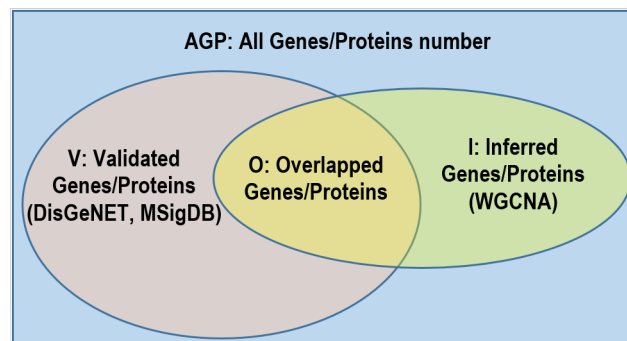 AGP: All Genes/Proteins number
V: Validated
Genes/Proteins
(DisGeNET, MSigDB)
O: Overlapped
Genes/Proteins
I: Inferred
Genes/Proteins
(WGCNA)